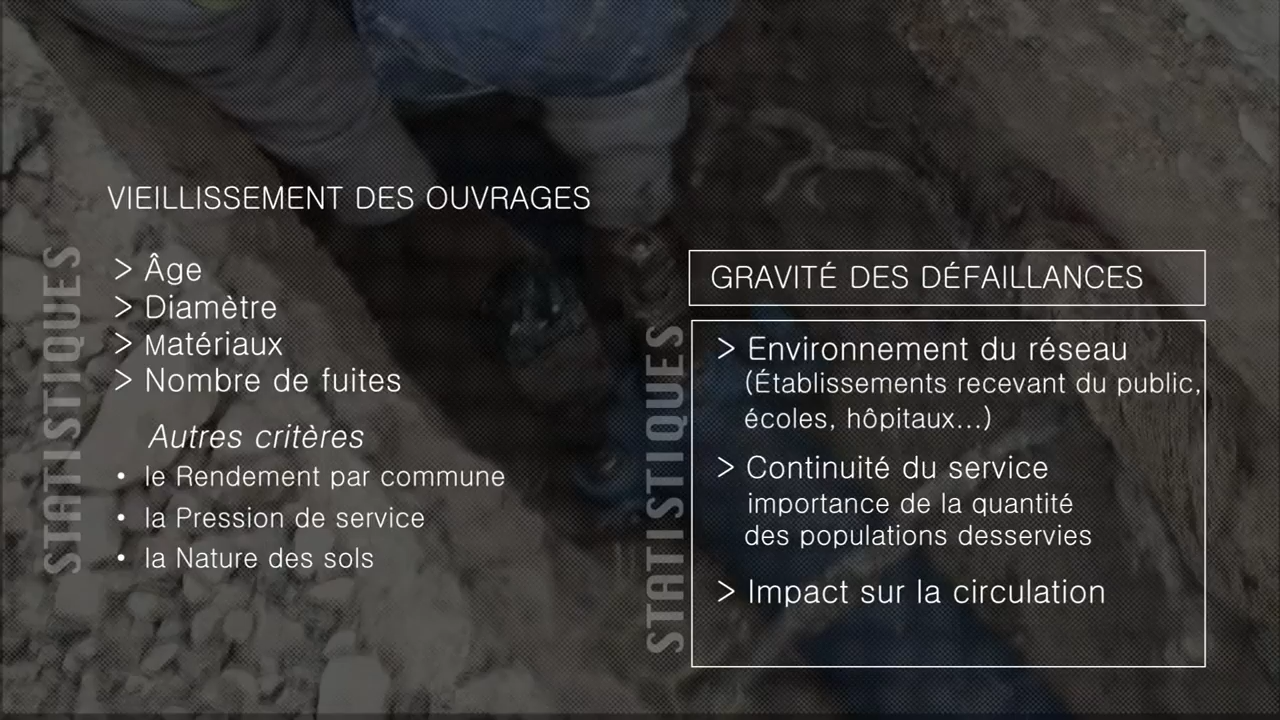 VIEILLISSEMENT DES OUVRAGES
STATISTIQUES
> Âge
> Diamètre
> Matériaux
> Nombre de fuites
Autres critères
• le Rendement par commune
• la Pression de service
• la Nature des sols
GRAVITÉ DES DÉFAILLANCES
STATISTIQUES
> Environnement du réseau
(Établissements recevant du public,
écoles, hôpitaux...)
> Continuité du service
importance de la quantité
des populations desservies
> Impact sur la circulation